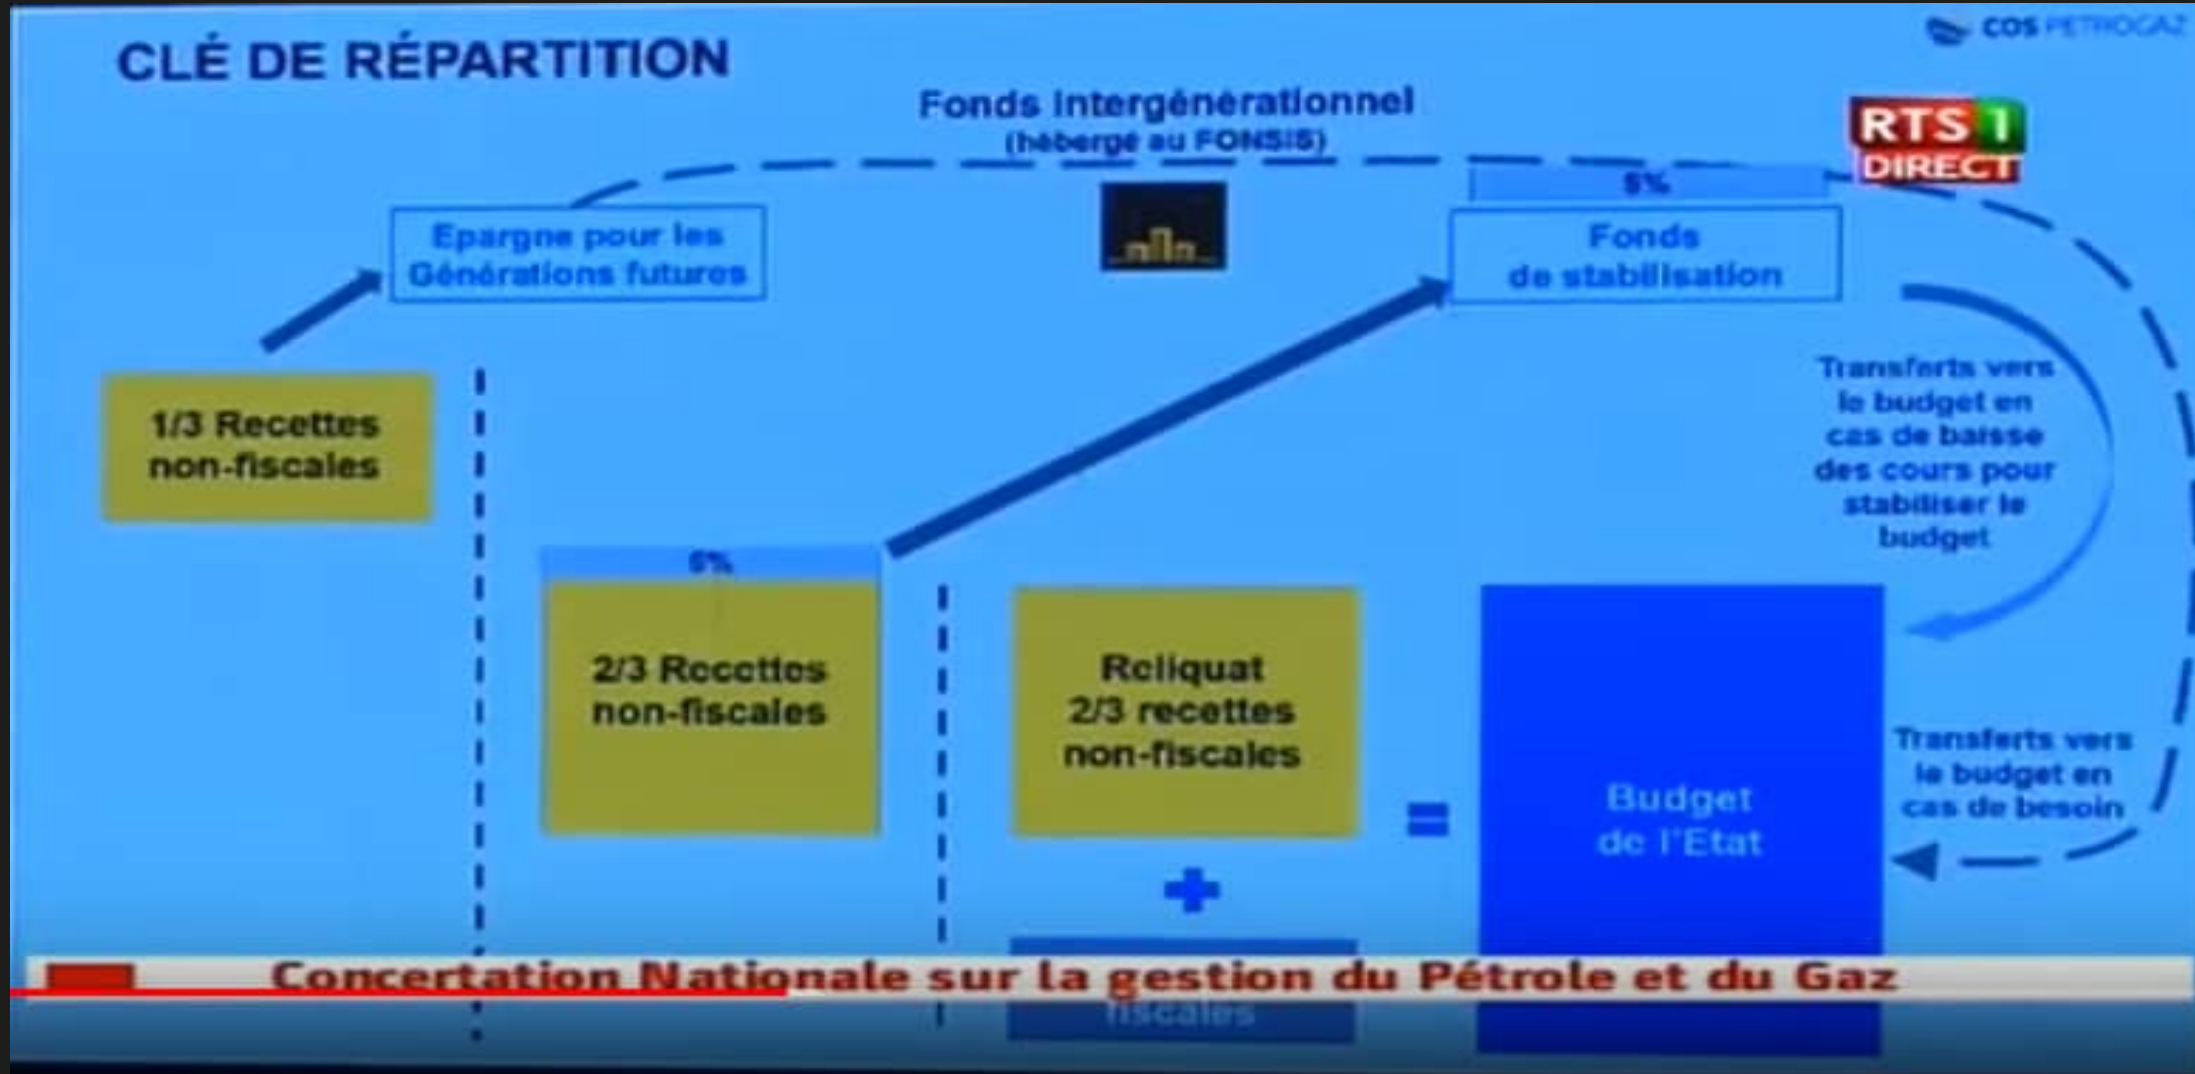 COS PETROGAZ
CLÉ DE RÉPARTITION
Fonds Intergénérationnel
(hébergé au FONSIS)
RTS 1
DIRECT
5%
Epargne pour les
Générations futures
Fonds
de stabilisation
1/3 Recettes
non-fiscales
Transferts vers
le budget en
cas de baisse
des cours pour
stabiliser le
budget
5%
2/3 Recettes
non-fiscales
Reliquat
2/3 recettes
non-fiscales
=
Budget
de l'Etat
Transferts vers
le budget en
cas de besoin
+
Concertation Nationale sur la gestion du Pétrole et du Gaz
fiscales